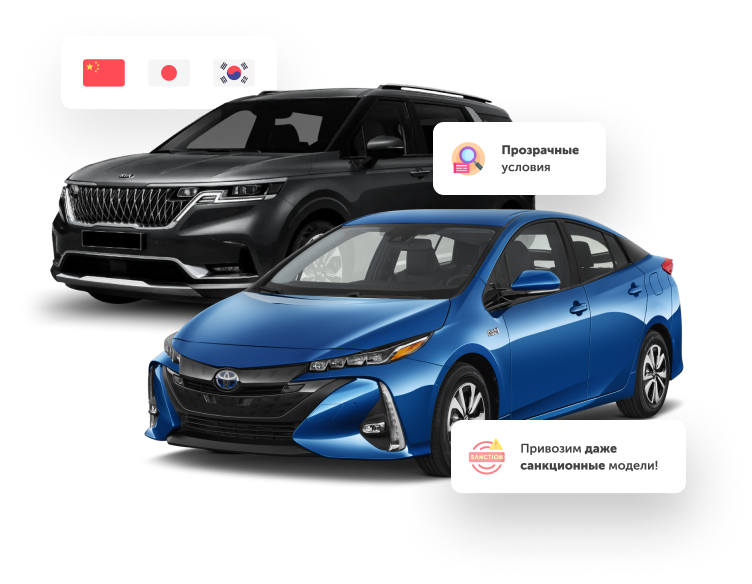 Прозрачные
условия
SANCTION
Привозим даже
санкционные модели!